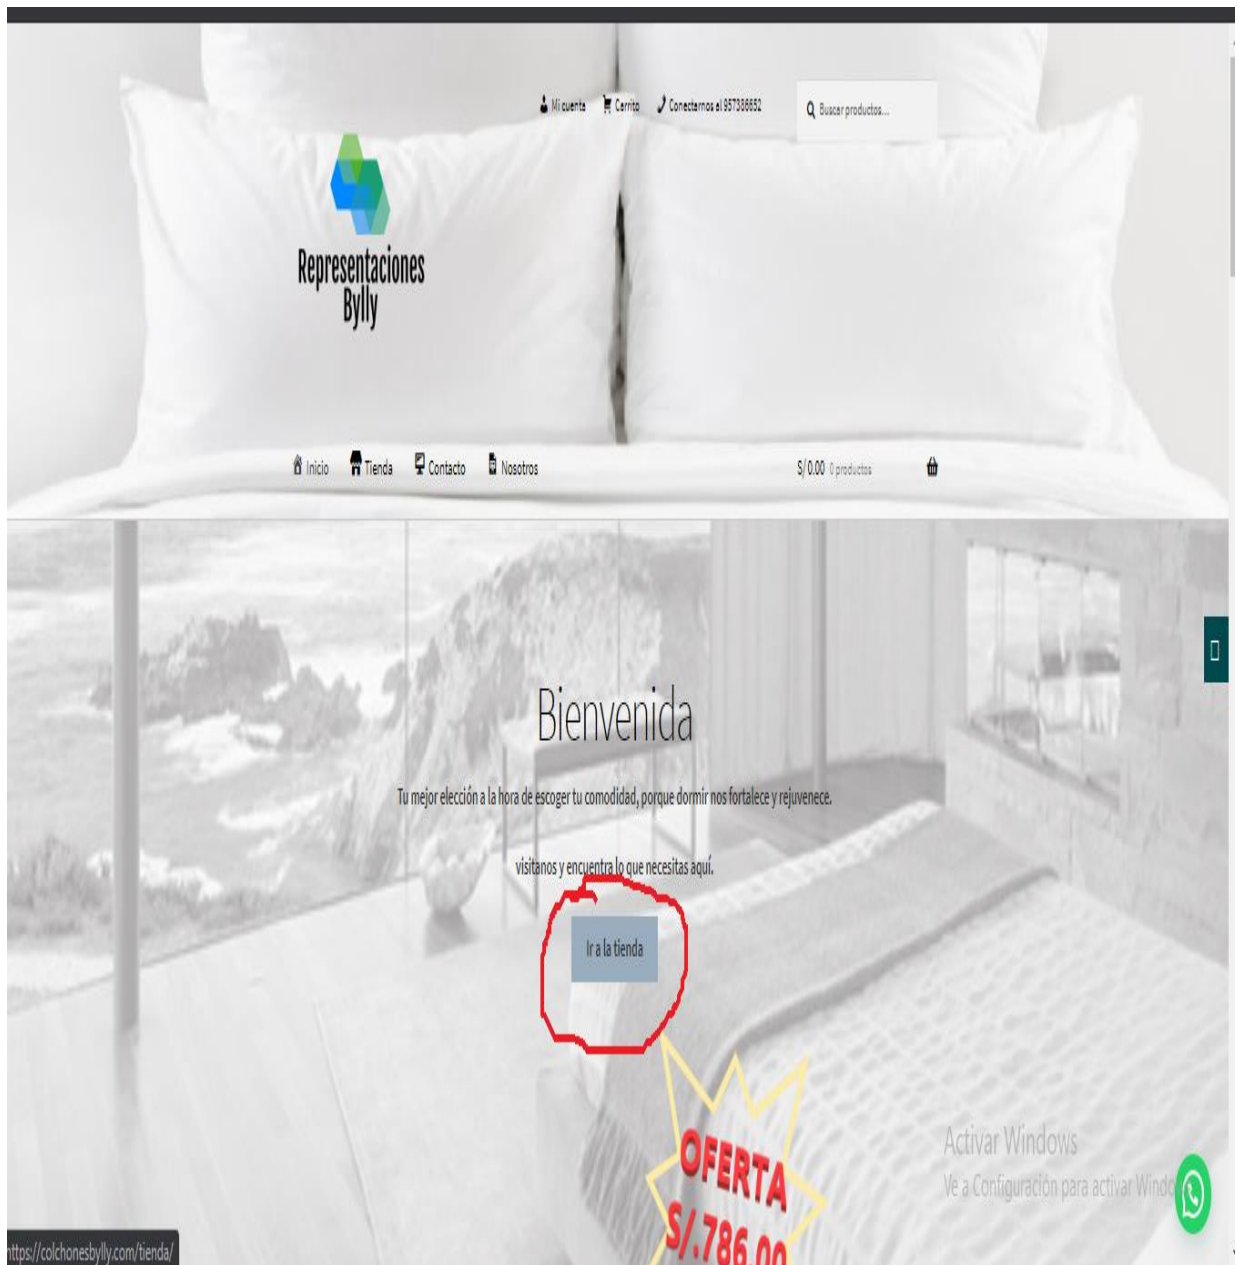 Mi cuenta Carrito Conectarnos al 957386652 Buscar productos...
Representaciones
Bylly
Inicio Tienda Contacto Nosotros S/ 0.00 0 productos
Bienvenida
Tu mejor elección a la hora de escoger tu comodidad, porque dormir nos fortalece y rejuvenece.
visitanos y encuentra lo que necesitas aquí.
Ir a la tienda
OFERTA
S/.786.00
Activar Windows
Ve a Configuración para activar Windo
https://colchonesbylly.com/tienda/